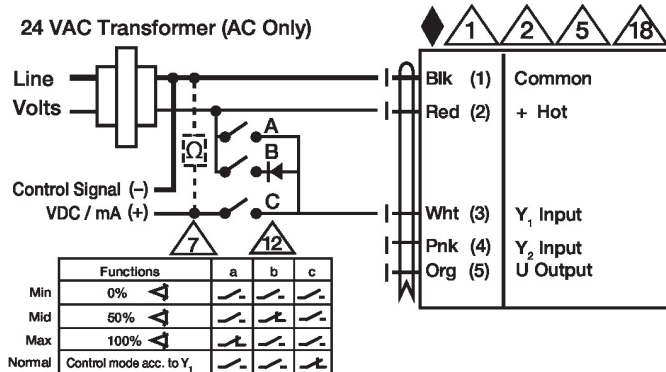 24 VAC Transformer (AC Only)
1 2 5 18
Line
Volts
Blk (1) Common
Red (2) + Hot
A
B
Ω
Control Signal (–)
VDC / mA (+)
C
Wht (3) Y₁ Input
Pnk (4) Y₂ Input
Org (5) U Output
7 12
Functions a b c
Min 0%
Mid 50%
Max 100%
Normal Control mode acc. to Y₁